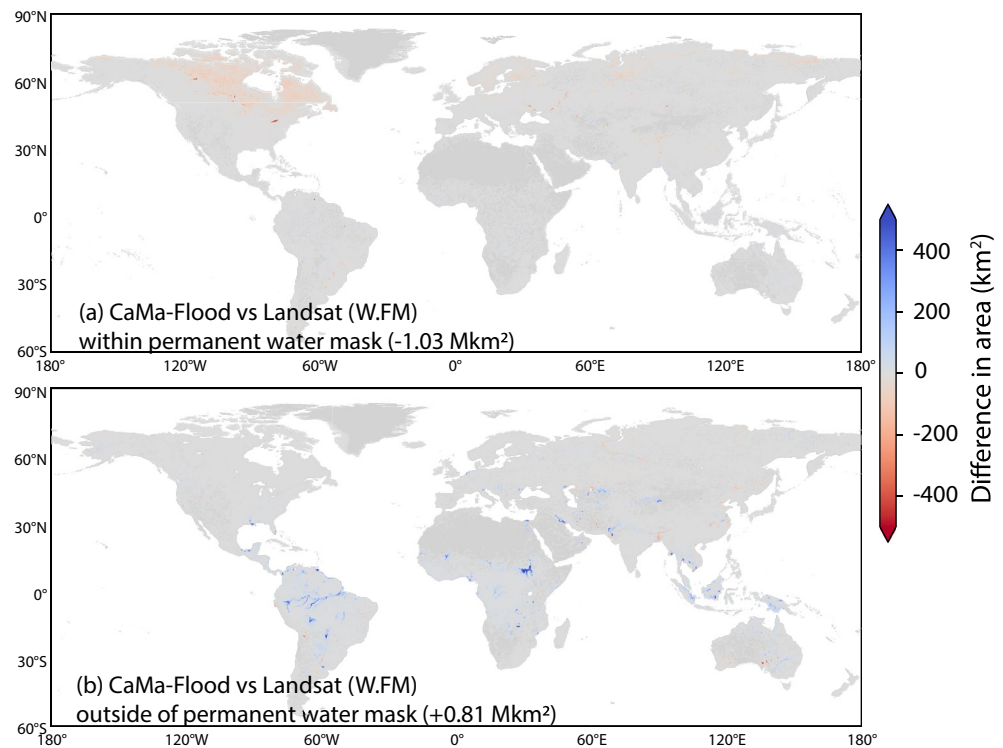 90°N
60°N
30°N
0°
30°S
60°S
(a) CaMa-Flood vs Landsat (W.FM)
within permanent water mask (-1.03 Mkm²)
180° 120°W 60°W 0° 60°E 120°E 180°
90°N
60°N
30°N
0°
30°S
60°S
(b) CaMa-Flood vs Landsat (W.FM)
outside of permanent water mask (+0.81 Mkm²)
180° 120°W 60°W 0° 60°E 120°E 180°
400
200
0
-200
-400
Difference in area (km²)